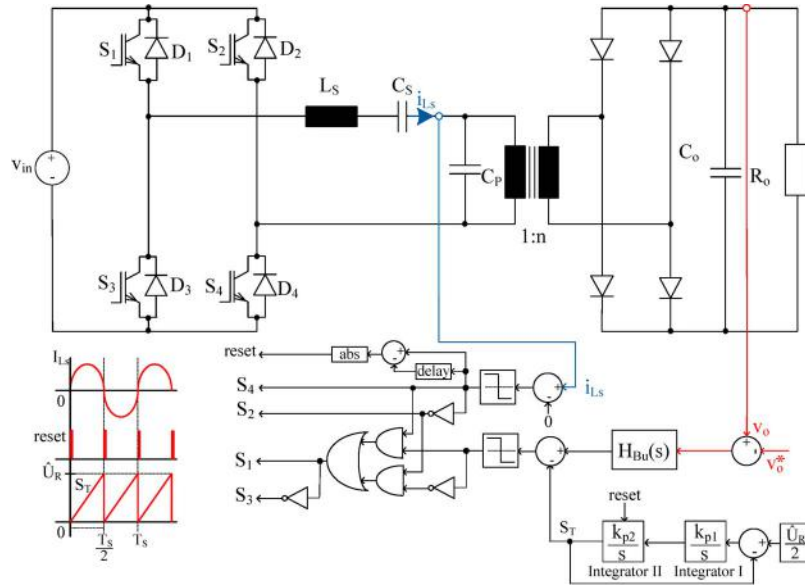 S1
D1
S2
D2
LS
CS
iLs
vin
CP
1:n
Co
Ro
S3
D3
S4
D4
ILs
0
reset
ÛR
ST
0
TS/2
TS
reset
abs
+
-
delay
S4
S2
S1
S3
+
-
iLs
0
+
-
HBu(s)
vo
+
-
vo*
reset
ST
kp2/s
Integrator II
kp1/s
Integrator I
+
-
ÛR/2